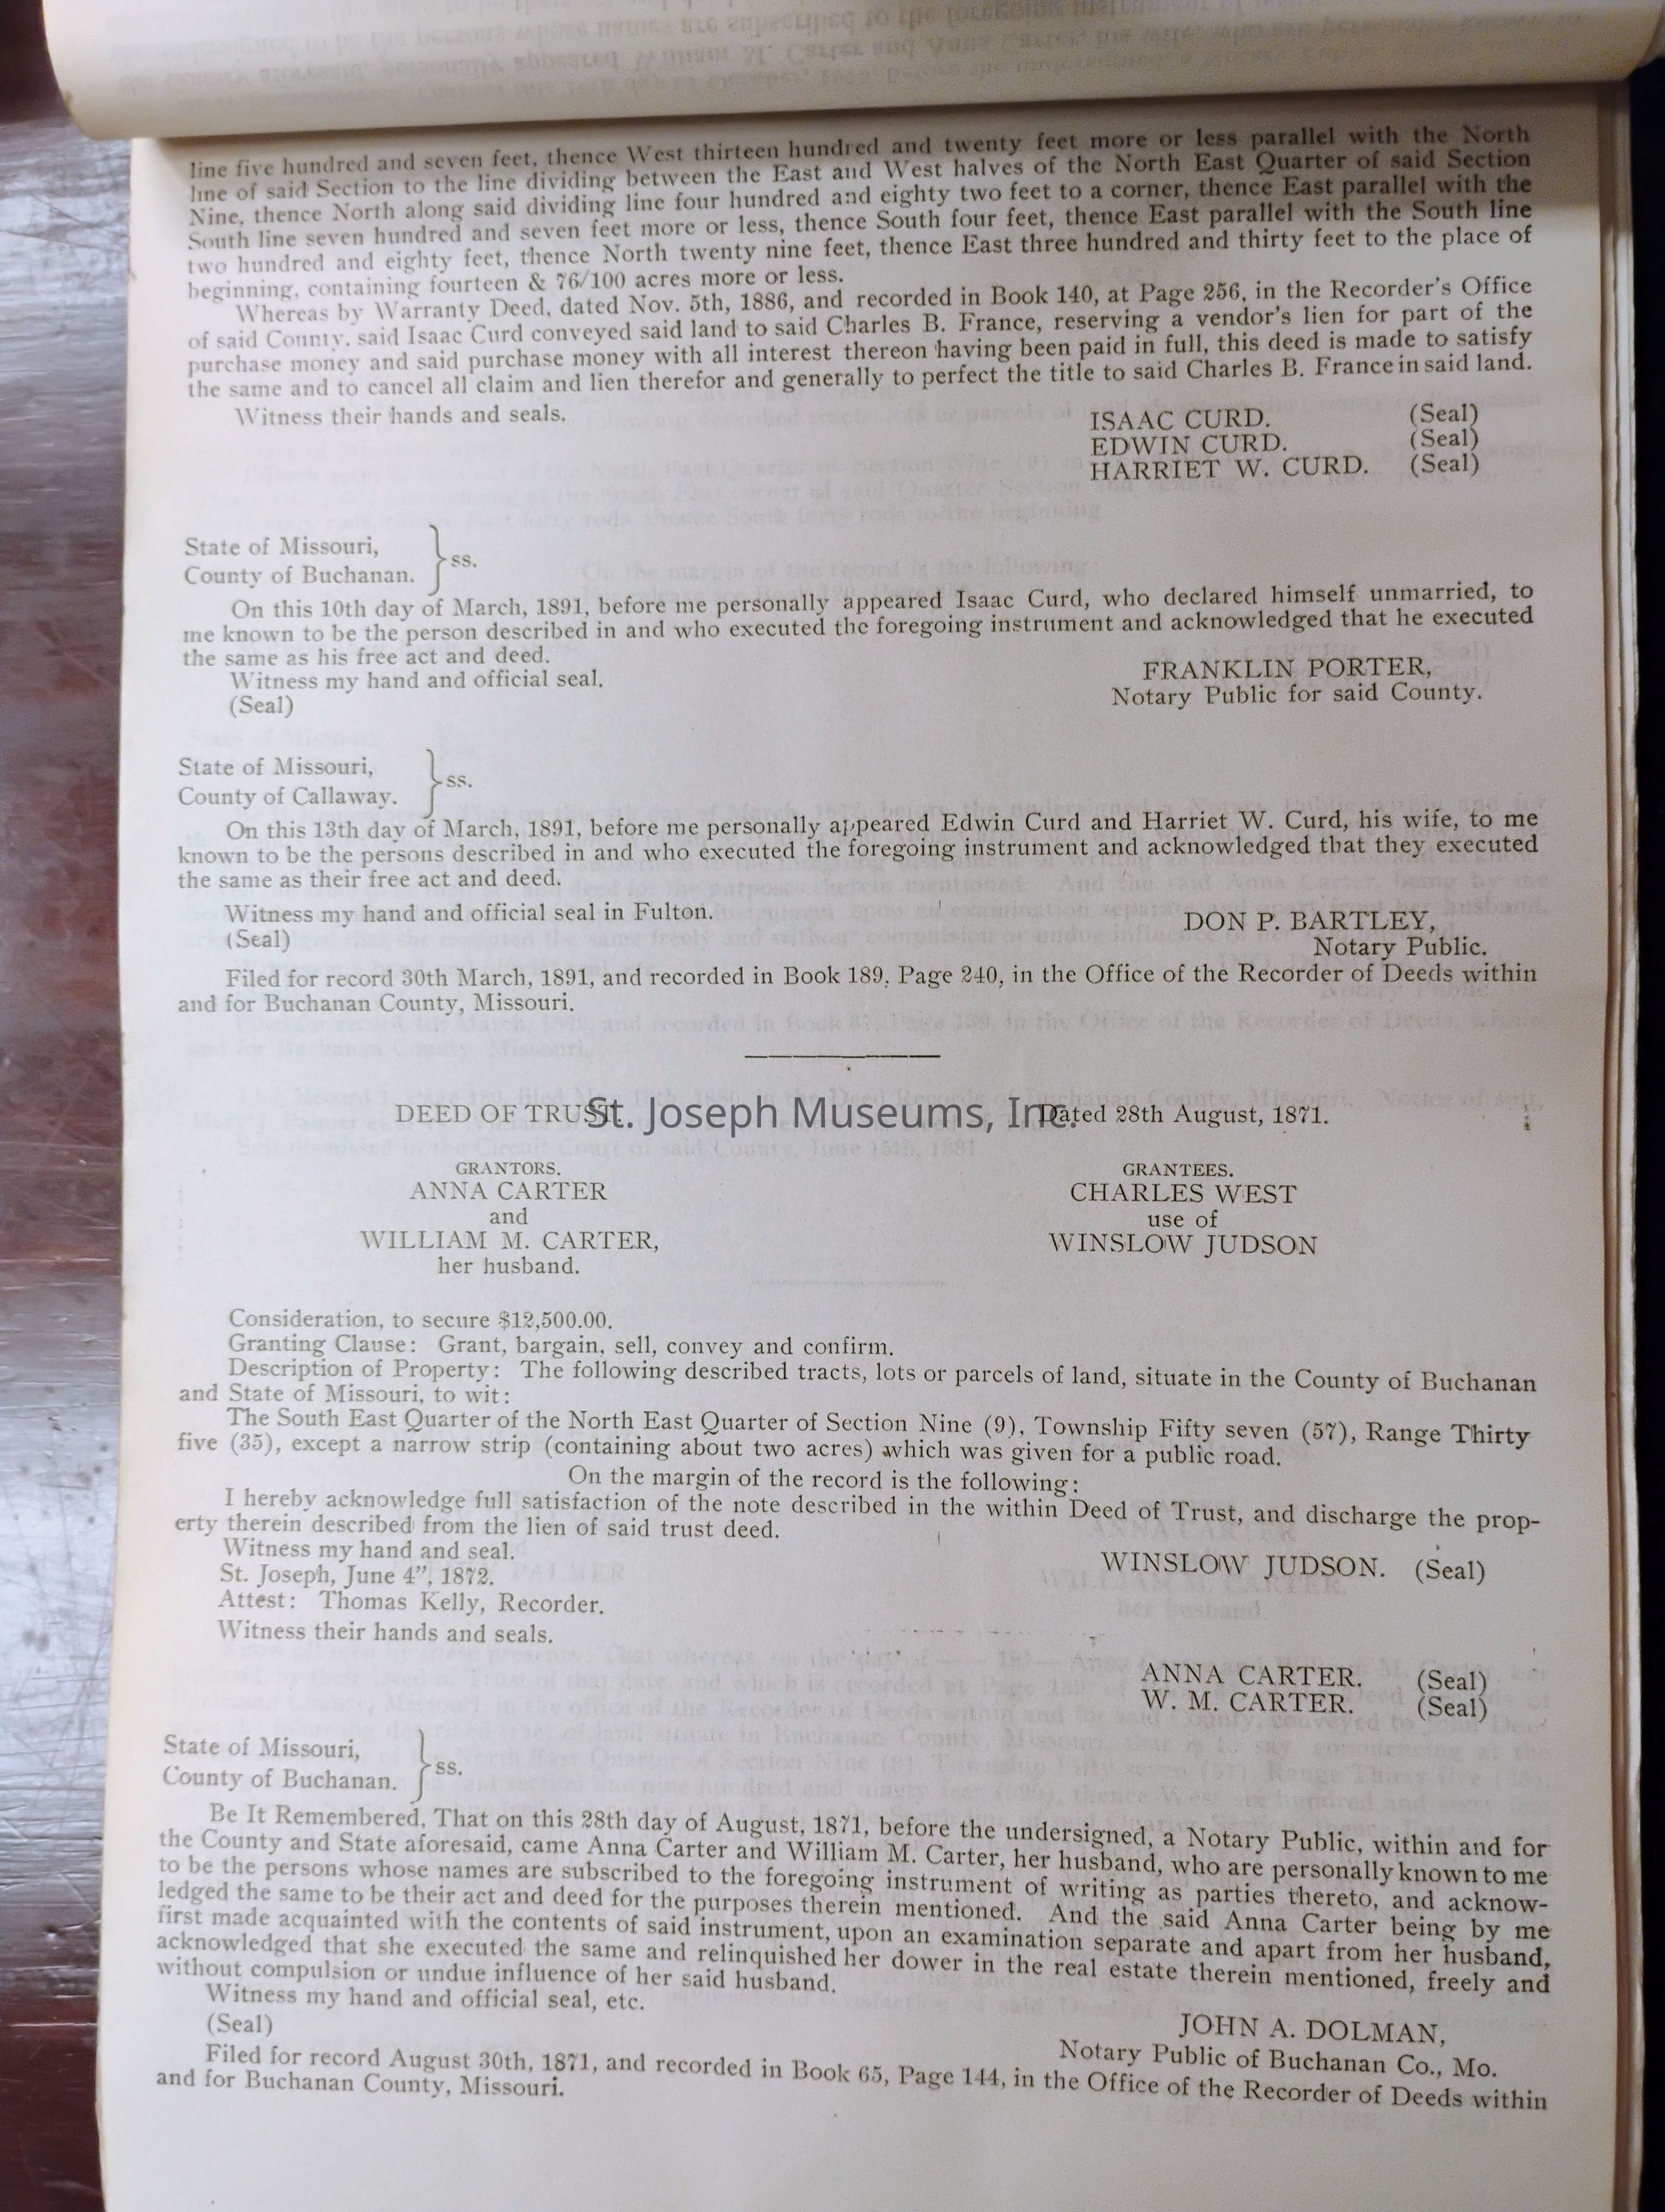 line five hundred and seven feet, thence West thirteen hundred and twenty feet more or less parallel with the North
line of said Section to the line dividing between the East and West halves of the North East Quarter of said Section
Nine, thence North along said dividing line four hundred and eighty two feet to a corner, thence East parallel with the
South line seven hundred and seven feet more or less, thence South four feet, thence East parallel with the South line
two hundred and eighty feet, thence North twenty nine feet, thence East three hundred and thirty feet to the place of
beginning, containing fourteen & 76/100 acres more or less.
Whereas by Warranty Deed, dated Nov. 5th, 1886, and recorded in Book 140, at Page 256, in the Recorder's Office
of said County, said Isaac Curd conveyed said land to said Charles B. France, reserving a vendor's lien for part of the
purchase money and said purchase money with all interest thereon having been paid in full, this deed is made to satisfy
the same and to cancel all claim and lien therefor and generally to perfect the title to said Charles B. France in said land.
Witness their hands and seals.
ISAAC CURD. (Seal)
EDWIN CURD. (Seal)
HARRIET W. CURD. (Seal)
State of Missouri,
County of Buchanan. } ss.
On this 10th day of March, 1891, before me personally appeared Isaac Curd, who declared himself unmarried, to
me known to be the person described in and who executed the foregoing instrument and acknowledged that he executed
the same as his free act and deed.
Witness my hand and official seal.
(Seal)
FRANKLIN PORTER,
Notary Public for said County.
State of Missouri,
County of Callaway. } ss.
On this 13th day of March, 1891, before me personally appeared Edwin Curd and Harriet W. Curd, his wife, to me
known to be the persons described in and who executed the foregoing instrument and acknowledged that they executed
the same as their free act and deed.
Witness my hand and official seal in Fulton.
(Seal)
DON P. BARTLEY,
Notary Public.
Filed for record 30th March, 1891, and recorded in Book 189, Page 240, in the Office of the Recorder of Deeds within
and for Buchanan County, Missouri.
DEED OF TRUST
St. Joseph Museums, Inc.
Dated 28th August, 1871.
GRANTORS.
ANNA CARTER
and
WILLIAM M. CARTER,
her husband.
GRANTEES.
CHARLES WEST
use of
WINSLOW JUDSON
Consideration, to secure $12,500.00.
Granting Clause: Grant, bargain, sell, convey and confirm.
Description of Property: The following described tracts, lots or parcels of land, situate in the County of Buchanan
and State of Missouri, to wit:
The South East Quarter of the North East Quarter of Section Nine (9), Township Fifty seven (57), Range Thirty
five (35), except a narrow strip (containing about two acres) which was given for a public road.
On the margin of the record is the following:
I hereby acknowledge full satisfaction of the note described in the within Deed of Trust, and discharge the prop-
erty therein described from the lien of said trust deed.
Witness my hand and seal.
St. Joseph, June 4", 1872.
WINSLOW JUDSON. (Seal)
Attest: Thomas Kelly, Recorder.
Witness their hands and seals.
ANNA CARTER. (Seal)
W. M. CARTER. (Seal)
State of Missouri,
County of Buchanan. } ss.
Be It Remembered, That on this 28th day of August, 1871, before the undersigned, a Notary Public, within and for
the County and State aforesaid, came Anna Carter and William M. Carter, her husband, who are personally known to me
to be the persons whose names are subscribed to the foregoing instrument of writing as parties thereto, and acknow-
ledged the same to be their act and deed for the purposes therein mentioned. And the said Anna Carter being by me
first made acquainted with the contents of said instrument, upon an examination separate and apart from her husband,
acknowledged that she executed the same and relinquished her dower in the real estate therein mentioned, freely and
without compulsion or undue influence of her said husband.
Witness my hand and official seal, etc.
(Seal)
JOHN A. DOLMAN,
Notary Public of Buchanan Co., Mo.
Filed for record August 30th, 1871, and recorded in Book 65, Page 144, in the Office of the Recorder of Deeds within
and for Buchanan County, Missouri.